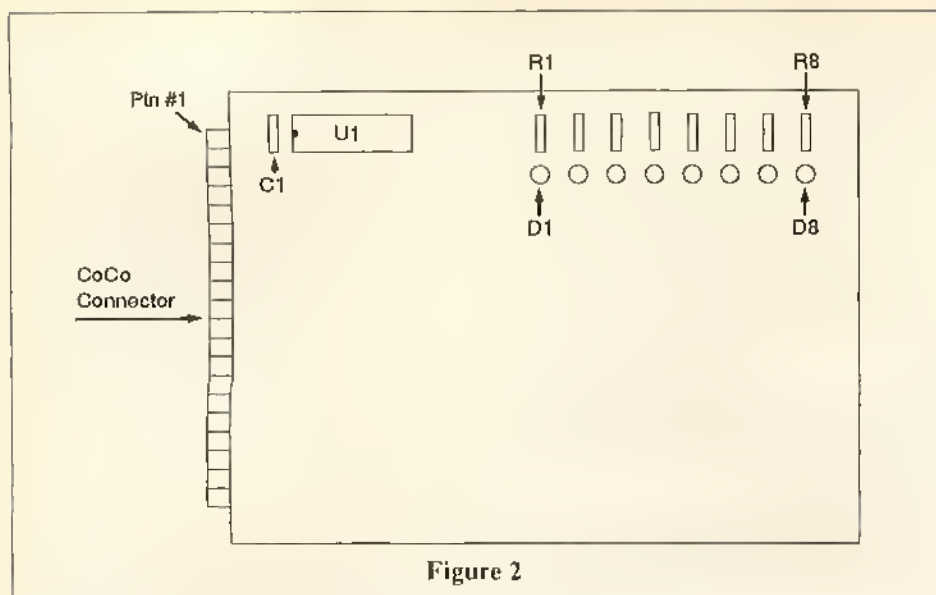 R1
R8
Pin #1
U1
C1
D1
D8
CoCo
Connector
Figure 2